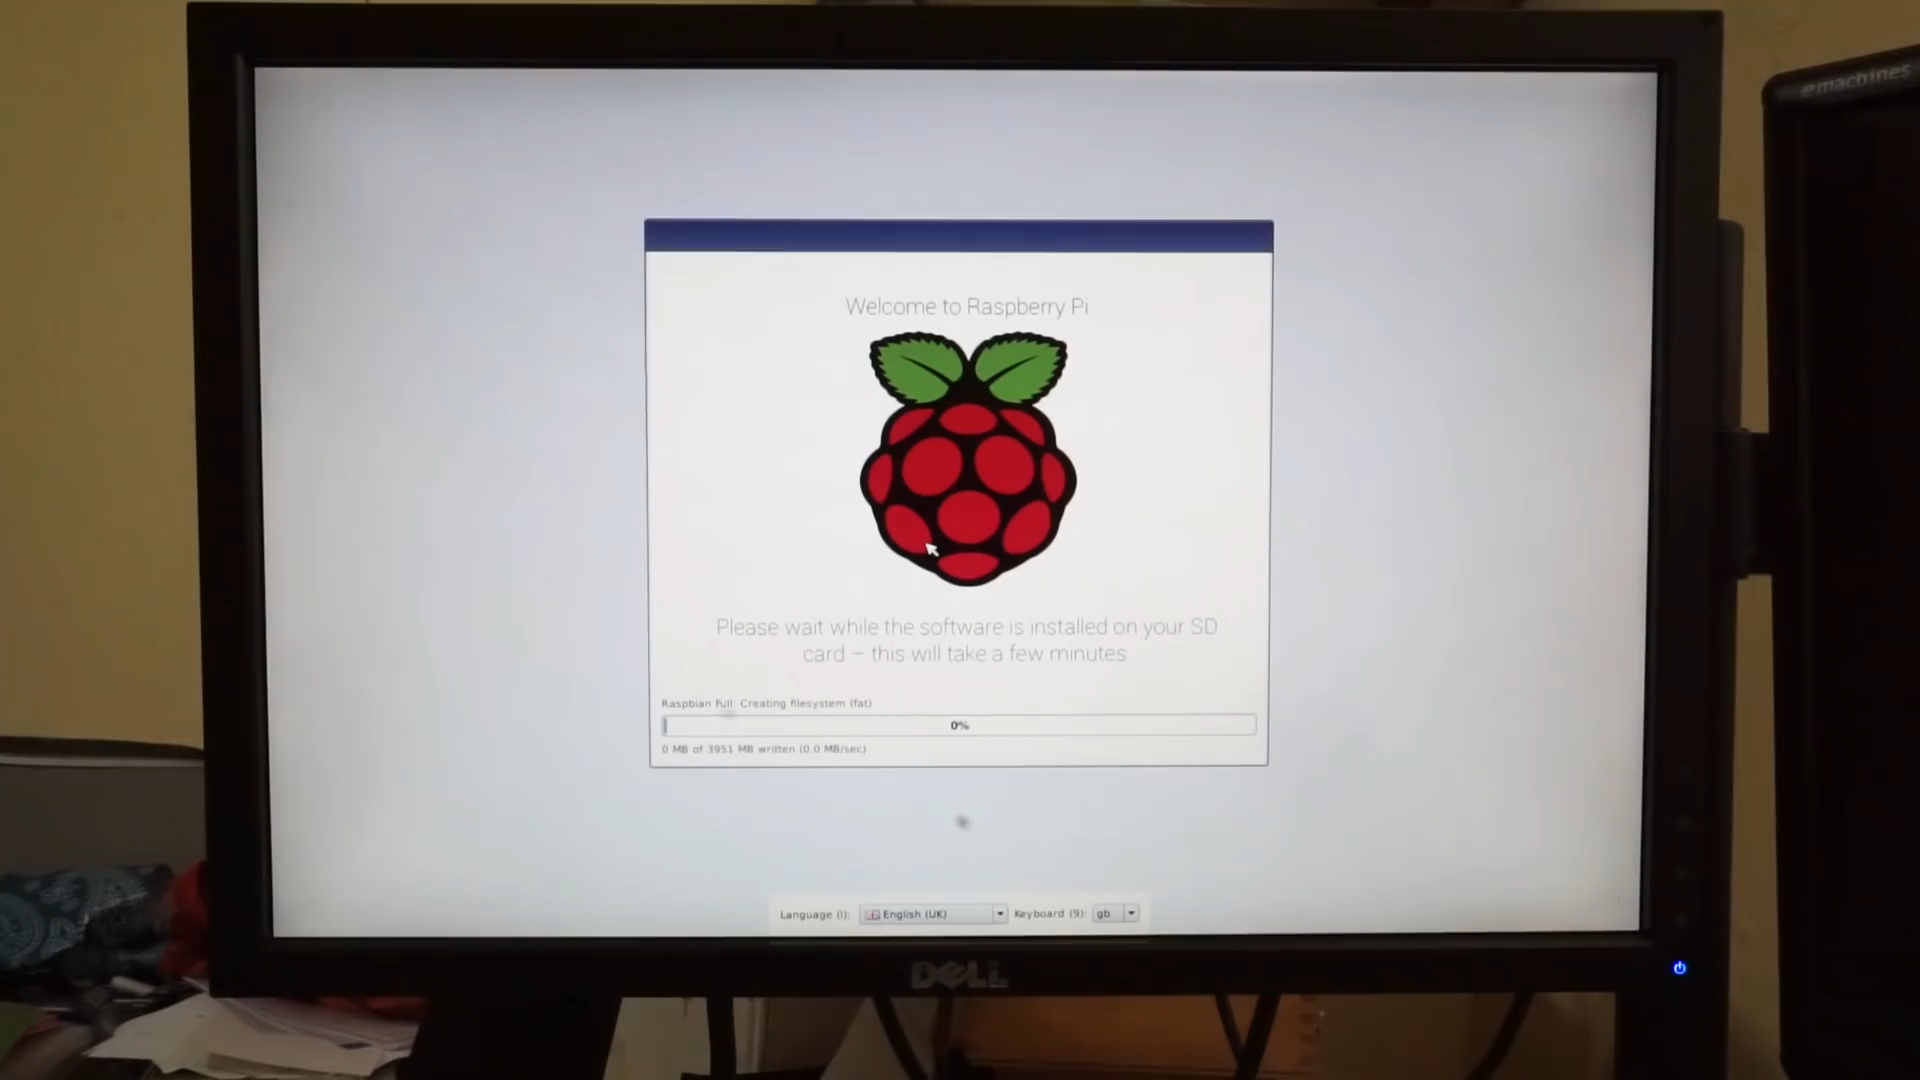 emachines
Welcome to Raspberry Pi
Please wait while the software is installed on your SD
card – this will take a few minutes
Raspbian Full: Creating filesystem (fat)
0%
0 MB of 3951 MB written (0.0 MB/sec)
Language (l): English (UK) Keyboard (9): gb
DELL